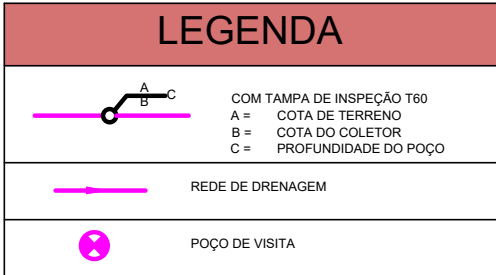 LEGENDA
A
B
C
COM TAMPA DE INSPEÇÃO T60
A = COTA DE TERRENO
B = COTA DO COLETOR
C = PROFUNDIDADE DO POÇO
REDE DE DRENAGEM
POÇO DE VISITA